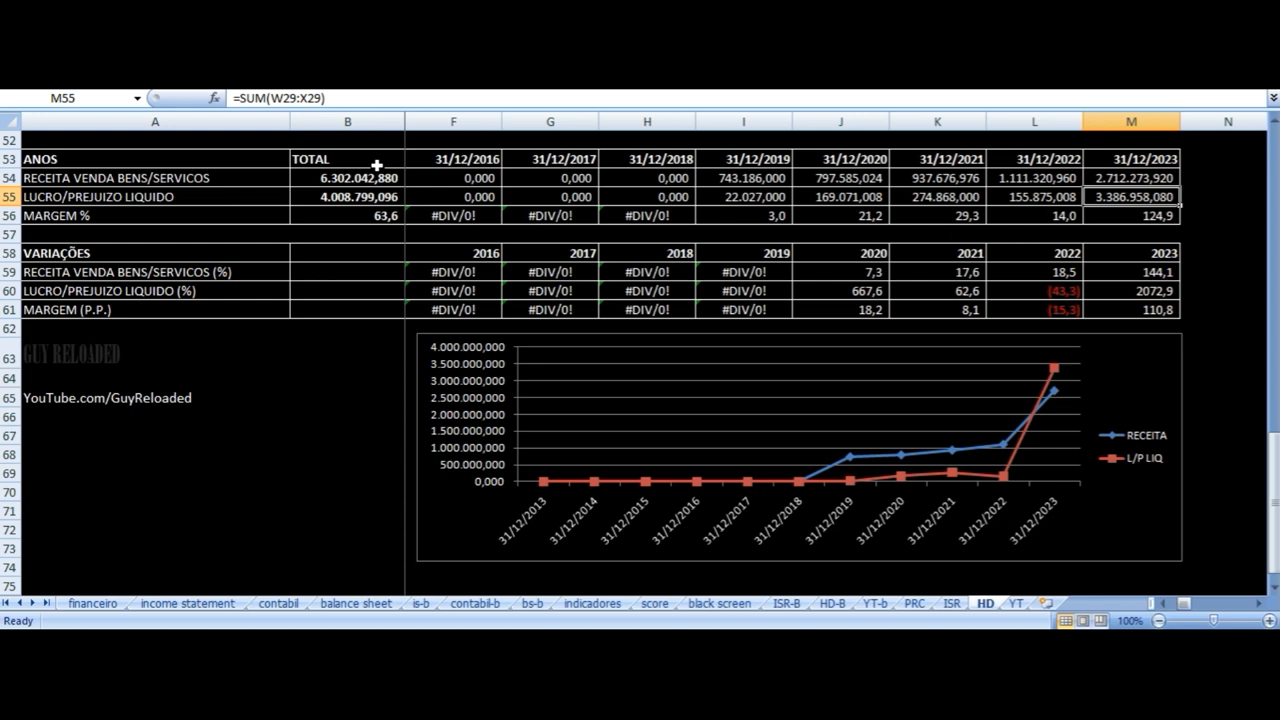 M55 fx =SUM(W29:X29)
A B F G H I J K L M N
52
53 ANOS TOTAL 31/12/2016 31/12/2017 31/12/2018 31/12/2019 31/12/2020 31/12/2021 31/12/2022 31/12/2023
54 RECEITA VENDA BENS/SERVICOS 6.302.042,880 0,000 0,000 0,000 743.186,000 797.585,024 937.676,976 1.111.320,960 2.712.273,920
55 LUCRO/PREJUIZO LIQUIDO 4.008.799,096 0,000 0,000 0,000 22.027,000 169.071,008 274.868,000 155.875,008 3.386.958,080
56 MARGEM % 63,6 #DIV/0! #DIV/0! #DIV/0! 3,0 21,2 29,3 14,0 124,9
57
58 VARIAÇÕES 2016 2017 2018 2019 2020 2021 2022 2023
59 RECEITA VENDA BENS/SERVICOS (%) #DIV/0! #DIV/0! #DIV/0! #DIV/0! 7,3 17,6 18,5 144,1
60 LUCRO/PREJUIZO LIQUIDO (%) #DIV/0! #DIV/0! #DIV/0! #DIV/0! 667,6 62,6 (43,3) 2072,9
61 MARGEM (P.P.) #DIV/0! #DIV/0! #DIV/0! #DIV/0! 18,2 8,1 (15,3) 110,8
62
63 GUY RELOADED
64
65 YouTube.com/GuyReloaded
66
67
68
69
70
71
72
73
74
75
4.000.000,000
3.500.000,000
3.000.000,000
2.500.000,000
2.000.000,000
1.500.000,000
1.000.000,000
500.000,000
0,000
31/12/2013 31/12/2014 31/12/2015 31/12/2016 31/12/2017 31/12/2018 31/12/2019 31/12/2020 31/12/2021 31/12/2022 31/12/2023
RECEITA
L/P LIQ
financeiro income statement contabil balance sheet is-b contabil-b bs-b indicadores score black screen ISR-B HD-B YT-b PRC ISR HD YT
Ready 100%